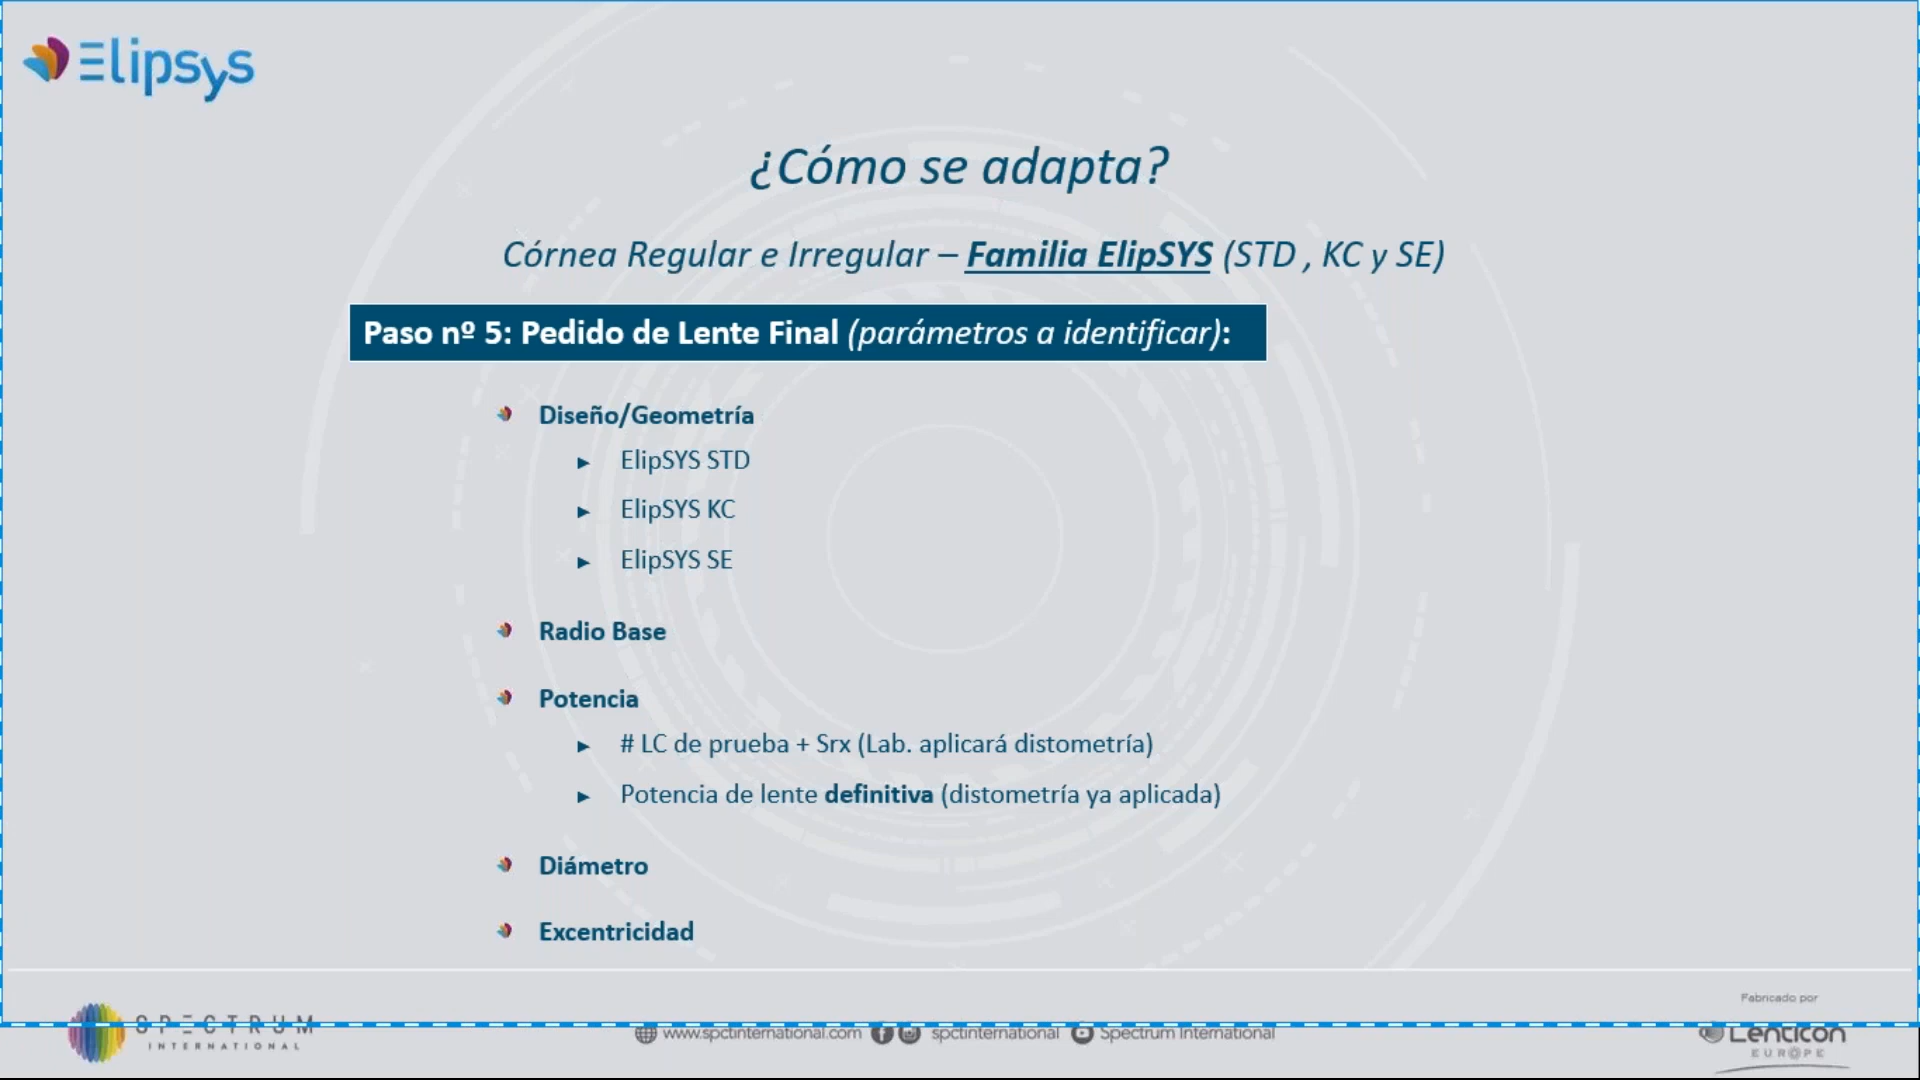 Elipsys
¿Cómo se adapta?
Córnea Regular e Irregular – Familia ElipSYS (STD , KC y SE)
Paso nº 5: Pedido de Lente Final (parámetros a identificar):
Diseño/Geometría
► ElipSYS STD
► ElipSYS KC
► ElipSYS SE
Radio Base
Potencia
► # LC de prueba + Srx (Lab. aplicará distometría)
► Potencia de lente definitiva (distometría ya aplicada)
Diámetro
Excentricidad
Fabricado por
SPECTRUM
INTERNATIONAL
www.spctinternational.com spctinternational Spectrum International
Lenticon
EUROPE